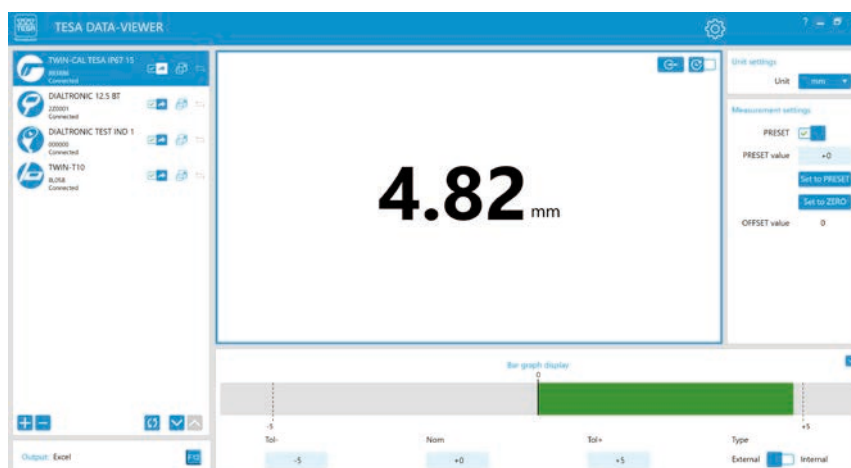 TESA DATA-VIEWER
?
TWIN-CAL TESA IP67 15
Connected
DIALTRONIC 12.5 BT
220001
Connected
DIALTRONIC TEST IND 1
000000
Connected
TWIN-T10
Connected
Output: Excel
F12
4.82 mm
Unit settings
Unit mm
Measurement settings
PRESET
PRESET value +0
Set to PRESET
Set to ZERO
OFFSET value 0
Bar graph display
0
-5 +5
Tol- Nom Tol+ Type
-5 +0 +5 External Internal